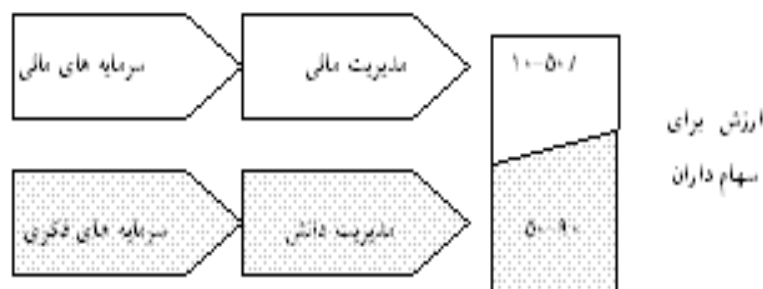 سرمایه های مالی
مدیریت مالی
۱۰-۵۰٪
ارزش برای
سهام داران
سرمایه های فکری
مدیریت دانش
۵۰-۹۰